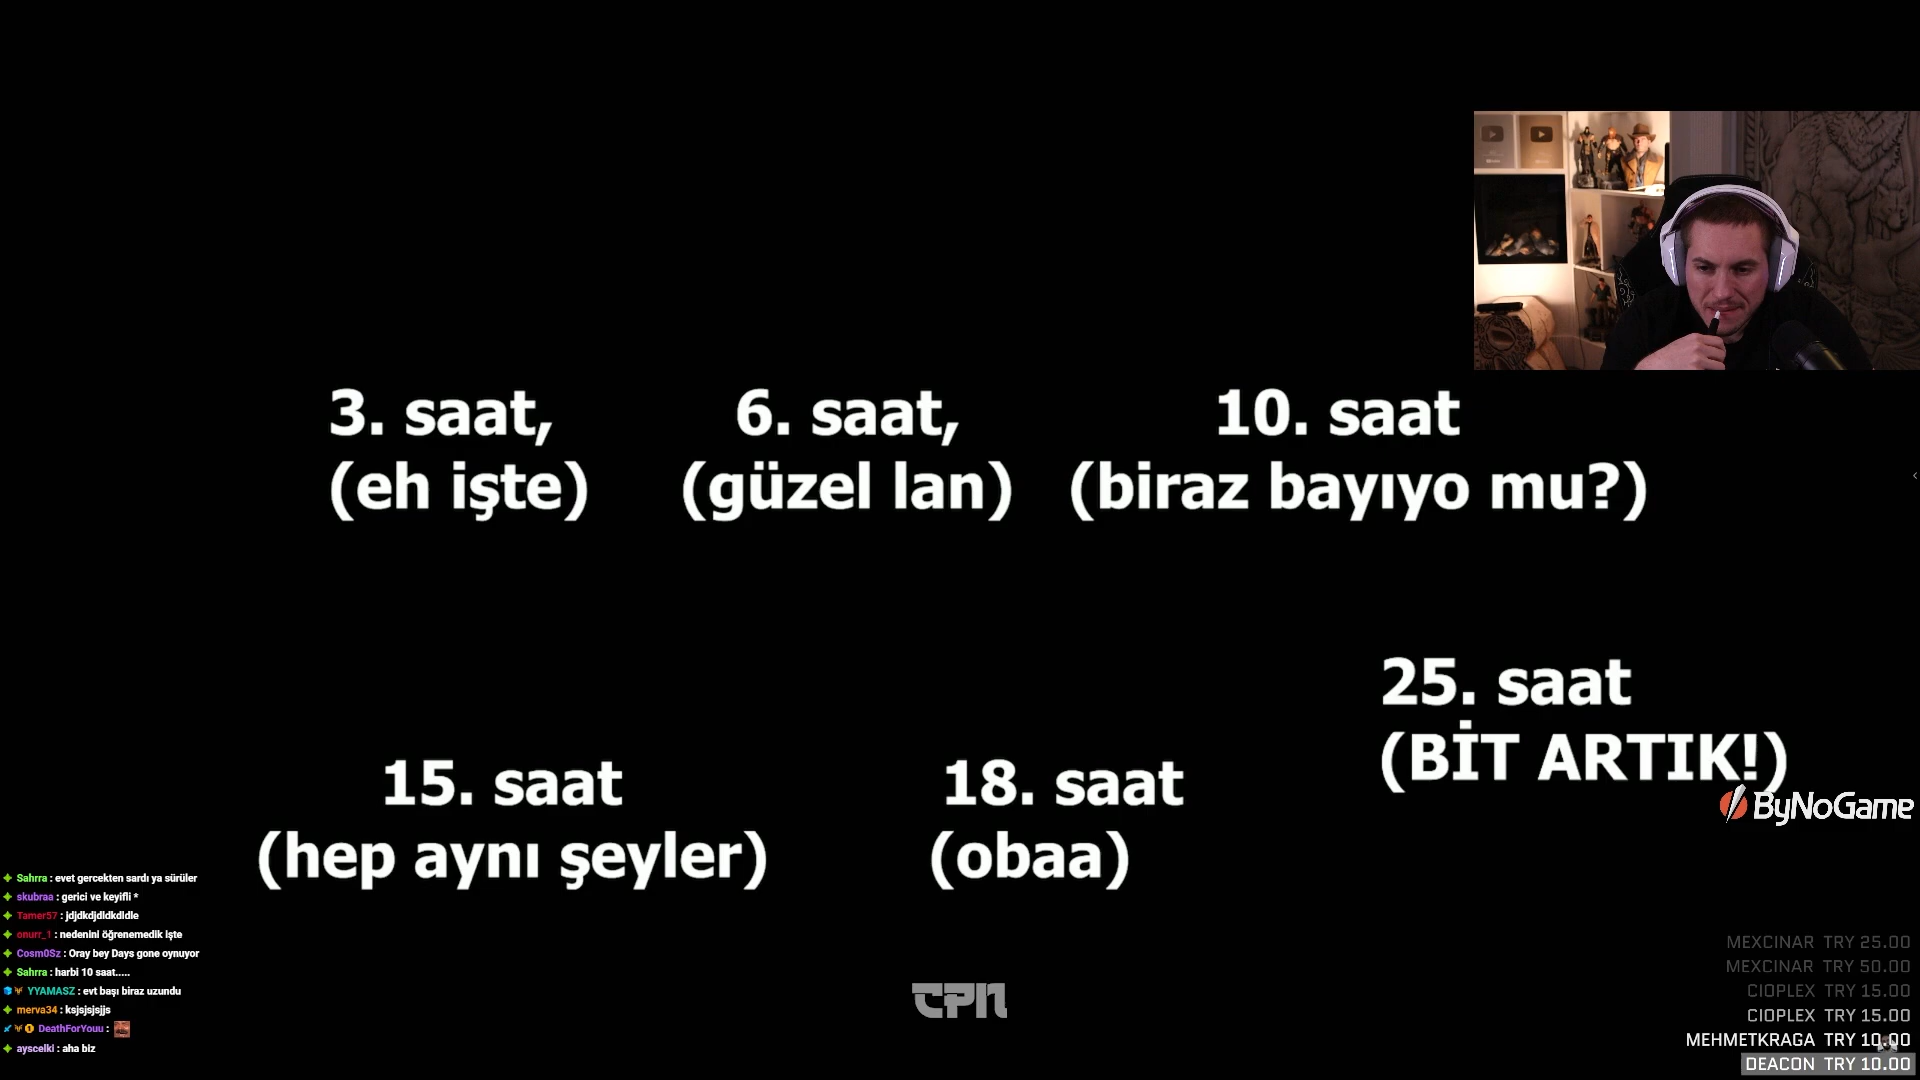 3. saat,
(eh işte)
6. saat,
(güzel lan)
10. saat
(biraz bayıyo mu?)
15. saat
(hep aynı şeyler)
18. saat
(obaa)
25. saat
(BİT ARTIK!)
ByNoGame
Sahrra : evet gercekten sardı ya sürüler
skubraa : gerici ve keyifli *
Tamer57 : jdjdkdjdldkdldle
onurr_1 : nedenini öğrenemedik işte
Cosm0Sz : Oray bey Days gone oynuyor
Sahrra : harbi 10 saat.....
YYAMASZ : evt başı biraz uzundu
merva34 : ksjsjsjsjjs
DeathForYouu :
ayscelki : aha biz
CPN
MEXCINAR TRY 25.00
MEXCINAR TRY 50.00
CIOPLEX TRY 15.00
CIOPLEX TRY 15.00
MEHMETKRAGA TRY 10.00
DEACON TRY 10.00